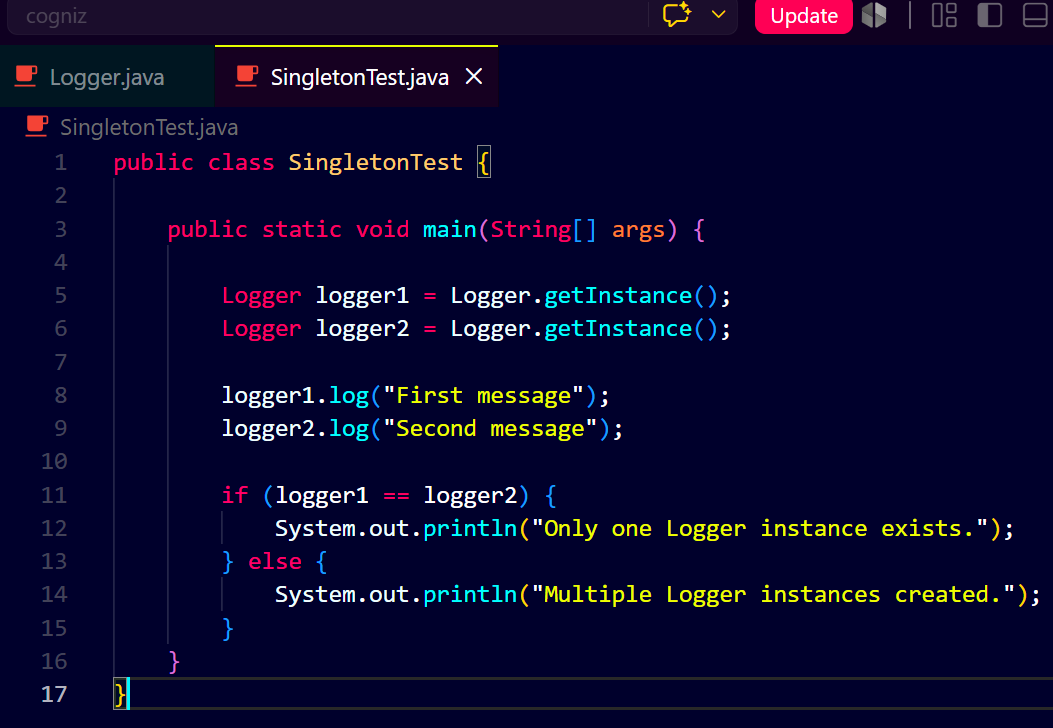 cogniz
Update
Logger.java
SingletonTest.java
SingletonTest.java
1 public class SingletonTest {
2
3     public static void main(String[] args) {
4
5         Logger logger1 = Logger.getInstance();
6         Logger logger2 = Logger.getInstance();
7
8         logger1.log("First message");
9         logger2.log("Second message");
10
11         if (logger1 == logger2) {
12             System.out.println("Only one Logger instance exists.");
13         } else {
14             System.out.println("Multiple Logger instances created.");
15         }
16     }
17 }